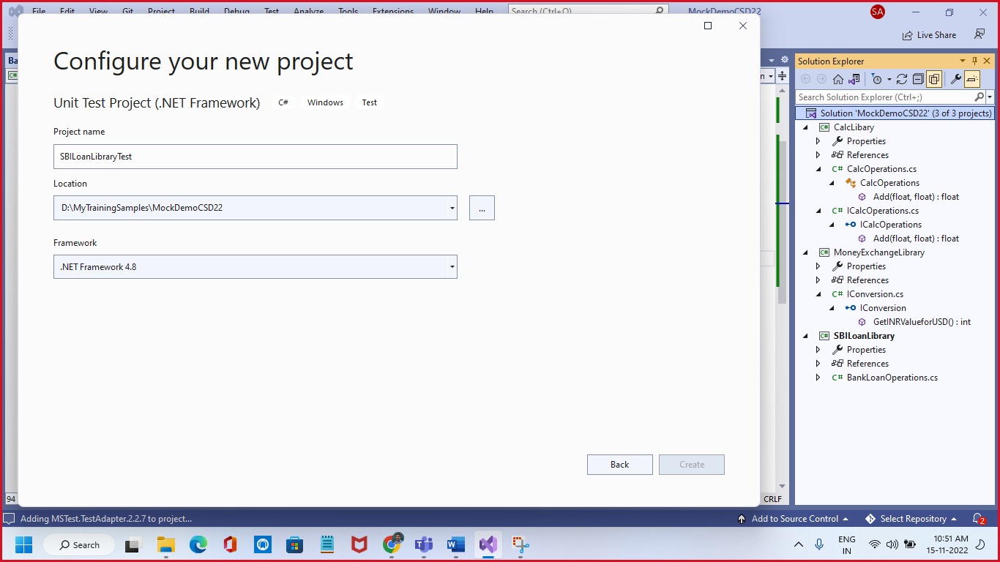 File Edit View Git Project Build Debug Test Analyze Tools Extensions Window Help Search (Ctrl+Q) MockDemoCSD22 SA
Live Share
Configure your new project
Unit Test Project (.NET Framework) C# Windows Test
Project name
SBILoanLibraryTest
Location
D:\MyTrainingSamples\MockDemoCSD22
...
Framework
.NET Framework 4.8
Back Create
Ba
C#
94
CRLF
Solution Explorer
Search Solution Explorer (Ctrl+;)
Solution 'MockDemoCSD22' (3 of 3 projects)
C# CalcLibary
Properties
References
C# CalcOperations.cs
CalcOperations
Add(float, float) : float
C# ICalcOperations.cs
ICalcOperations
Add(float, float) : float
C# MoneyExchangeLibrary
Properties
References
C# IConversion.cs
IConversion
GetINRValueforUSD() : int
C# SBILoanLibrary
Properties
References
C# BankLoanOperations.cs
Adding MSTest.TestAdapter.2.2.7 to project... Add to Source Control Select Repository 2
Search
ENG
IN
10:51 AM
15-11-2022